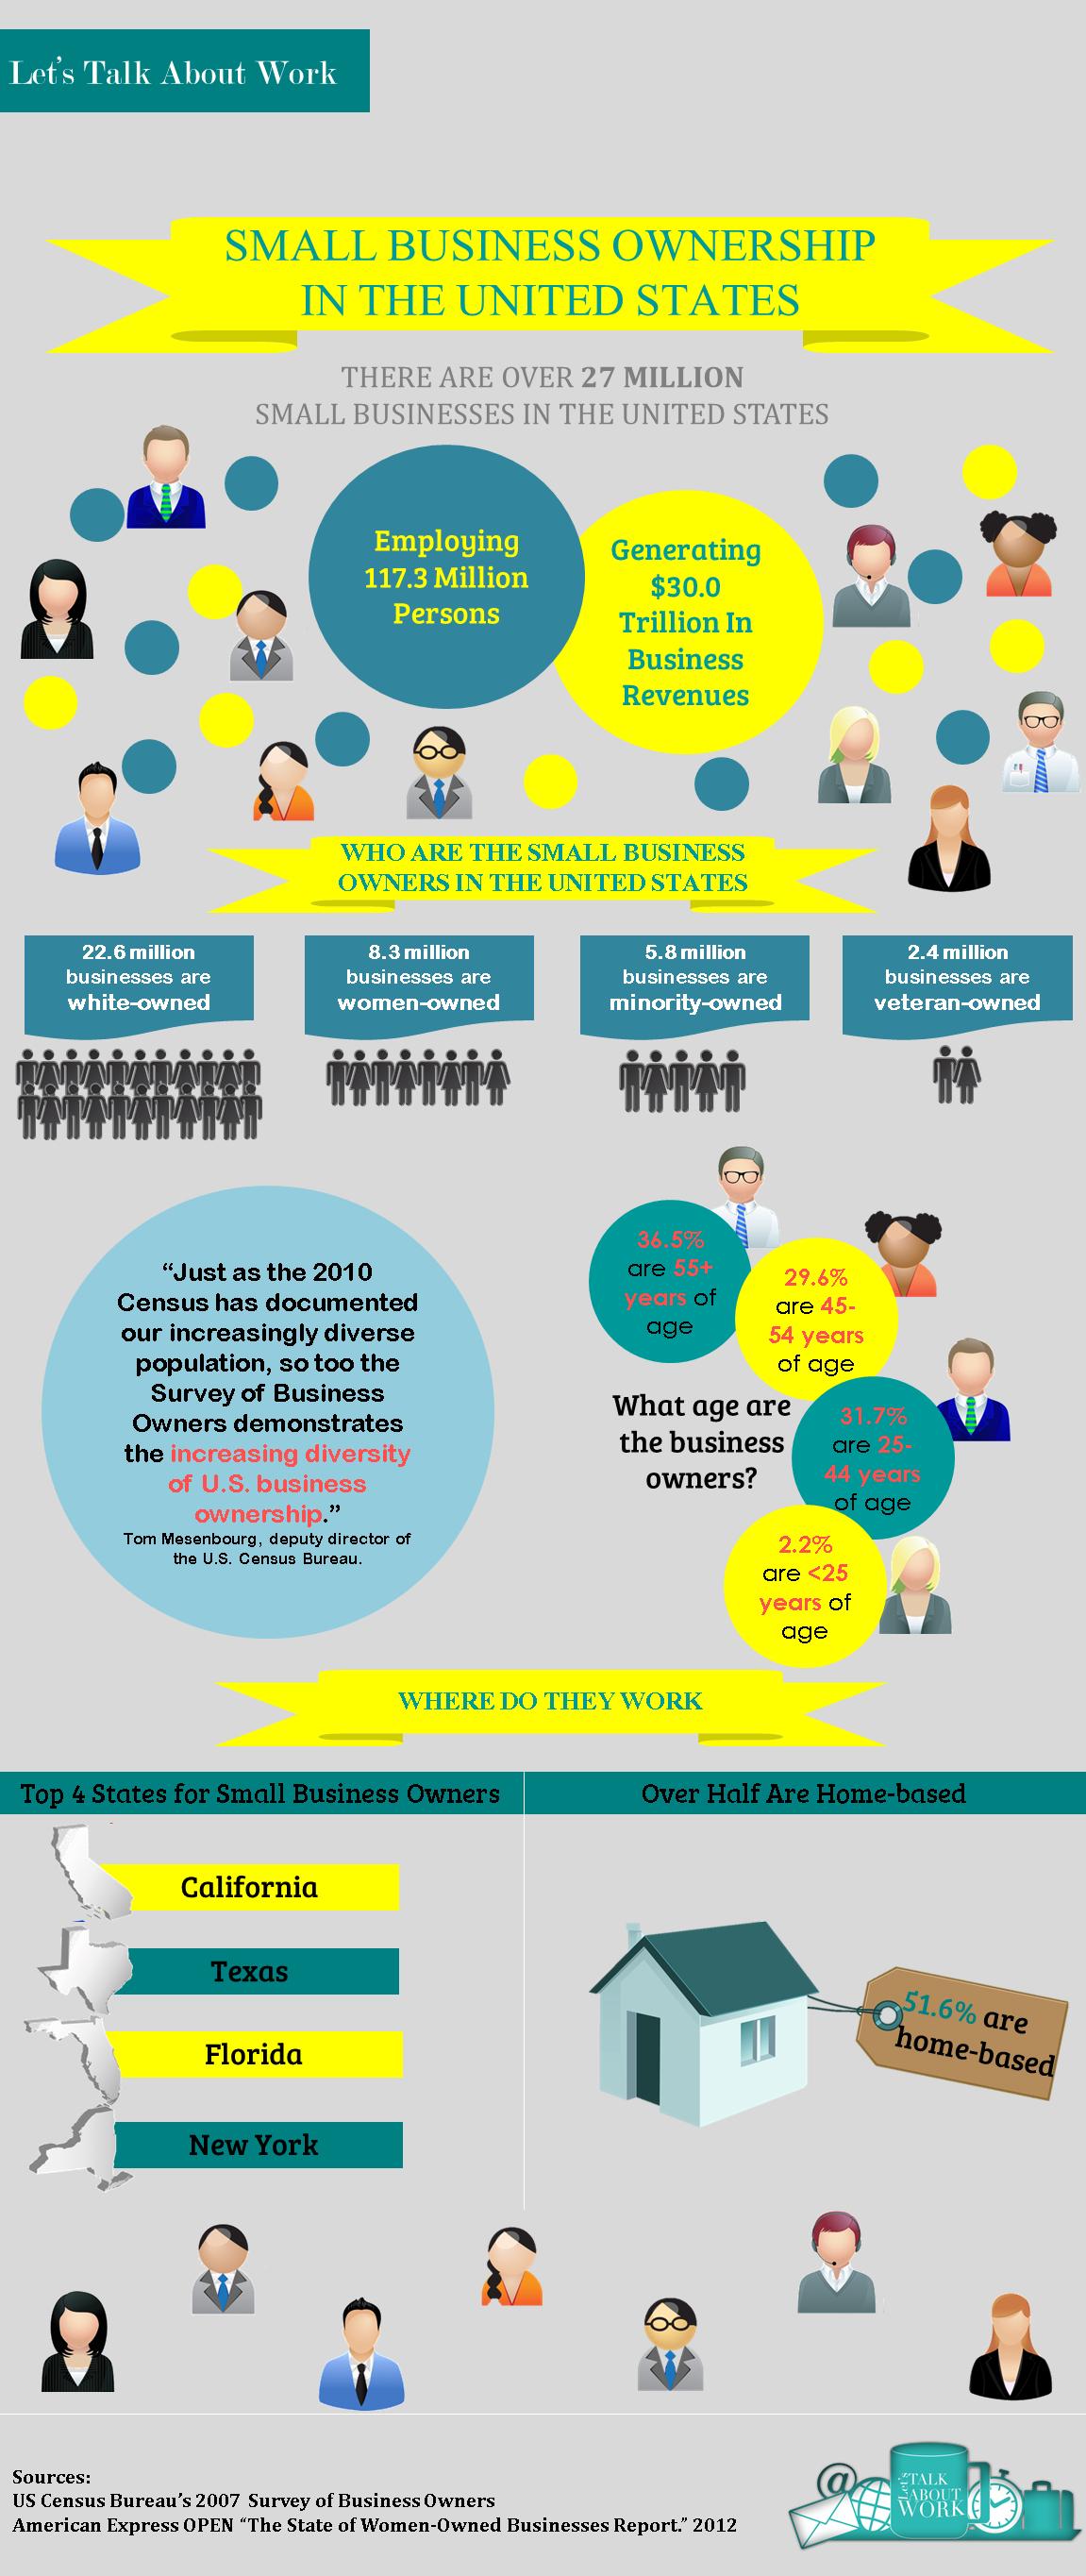 Let's Talk About Work
SMALL BUSINESS OWNERSHIP
IN THE UNITED STATES
THERE ARE OVER 27 MILLION
SMALL BUSINESSES IN THE UNITED STATES
Employing
117.3 Million
Persons
Generating
$30.0
Trillion In
Business
Revenues
WHO ARE THE SMALL BUSINESS
OWNERS IN THE UNITED STATES
22.6 million
businesses are
white-owned
8.3 million
businesses are
women-owned
5.8 million
businesses are
minority-owned
2.4 million
businesses are
veteran-owned
“Just as the 2010
Census has documented
our increasingly diverse
population, so too the
Survey of Business
Owners demonstrates
the increasing diversity
of U.S. business
ownership.”
Tom Mesenbourg, deputy director of
the U.S. Census Bureau.
36.5%
are 55+
years of
age
29.6%
are 45-
54 years
of age
What age are
the business
owners?
31.7%
are 25-
44 years
of age
2.2%
are <25
years of
age
WHERE DO THEY WORK
Top 4 States for Small Business Owners
California
Texas
Florida
New York
Over Half Are Home-based
51.6% are
home-based
Sources:
US Census Bureau's 2007 Survey of Business Owners
American Express OPEN “The State of Women-Owned Businesses Report.” 2012
@
Let's
TALK
ABOUT
WORK